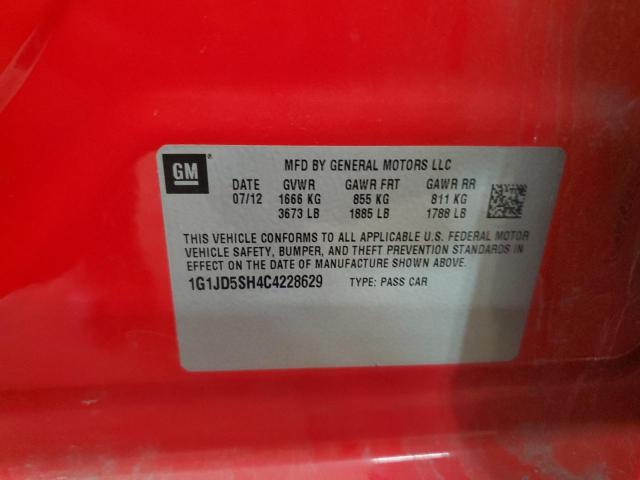 GM
MFD BY GENERAL MOTORS LLC
DATE GVWR GAWR FRT GAWR RR
07/12 1666 KG 855 KG 811 KG
3673 LB 1885 LB 1788 LB
THIS VEHICLE CONFORMS TO ALL APPLICABLE U.S. FEDERAL MOTOR
VEHICLE SAFETY, BUMPER, AND THEFT PREVENTION STANDARDS IN
EFFECT ON THE DATE OF MANUFACTURE SHOWN ABOVE.
1G1JD5SH4C4228629 TYPE: PASS CAR